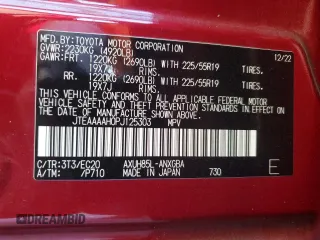 MFD.BY:TOYOTA MOTOR CORPORATION
GVWR:2230KG (4920LB) 12/22
GAWR:FRT. 1220KG (2690LB) WITH 225/55R19 TIRES,
19X7J RIMS,
RR. 1220KG (2690LB) WITH 225/55R19 TIRES,
19X7J RIMS,
THIS VEHICLE CONFORMS TO ALL APPLICABLE FEDERAL
MOTOR VEHICLE SAFETY, BUMPER, AND THEFT PREVENTION
STANDARDS IN EFFECT ON THE DATE OF
MANUFACTURE SHOWN ABOVE.
JTEAAAAH0PJ125303 MPV
C/TR:3T3/EC20 AXUH85L-ANXGBA
A/TM: /P710 MADE IN JAPAN 730 E
BIDFAX